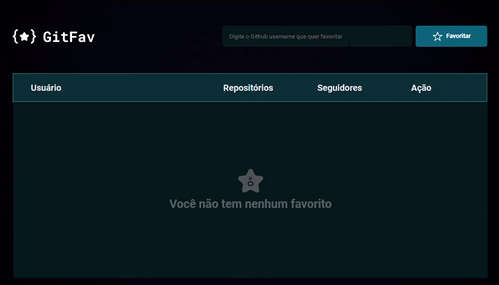 {★} GitFav
Digite o Github username que quer favoritar
Favoritar
Usuário Repositórios Seguidores Ação
Você não tem nenhum favorito